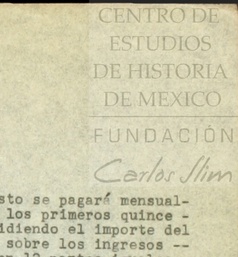 CENTRO DE
ESTUDIOS
DE HISTORIA
DE MEXICO
FUNDACIÓN
Carlos Slim
sto se pagará mensual-
los primeros quince -
idiendo el importe del
sobre los ingresos --